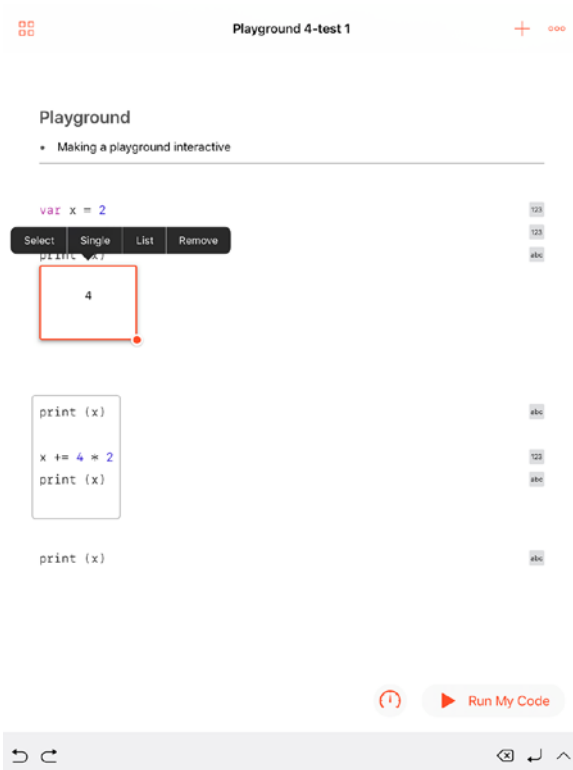 Playground 4-test 1
Playground
• Making a playground interactive
var x = 2
123
123
Select Single List Remove
print (x)
abc
4
print (x)
abc
x += 4 * 2
123
print (x)
abc
print (x)
abc
Run My Code